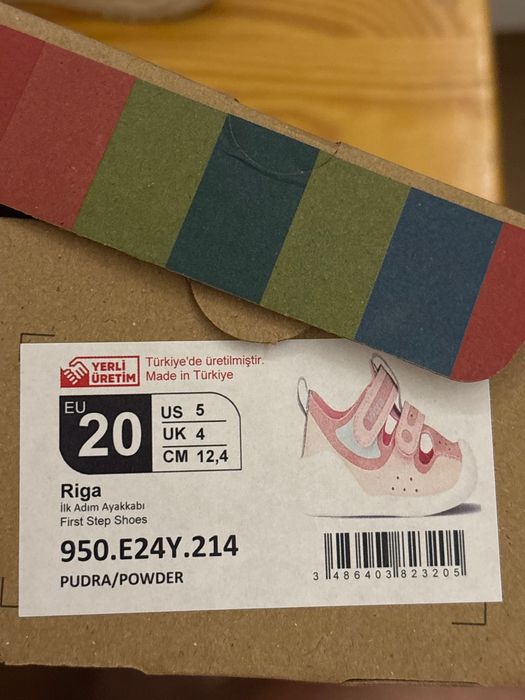 YERLİ
ÜRETİM
Türkiye'de üretilmiştir.
Made in Türkiye
EU
20
US 5
UK 4
CM 12,4
Riga
İlk Adım Ayakkabı
First Step Shoes
950.E24Y.214
PUDRA/POWDER
3 486403 823205